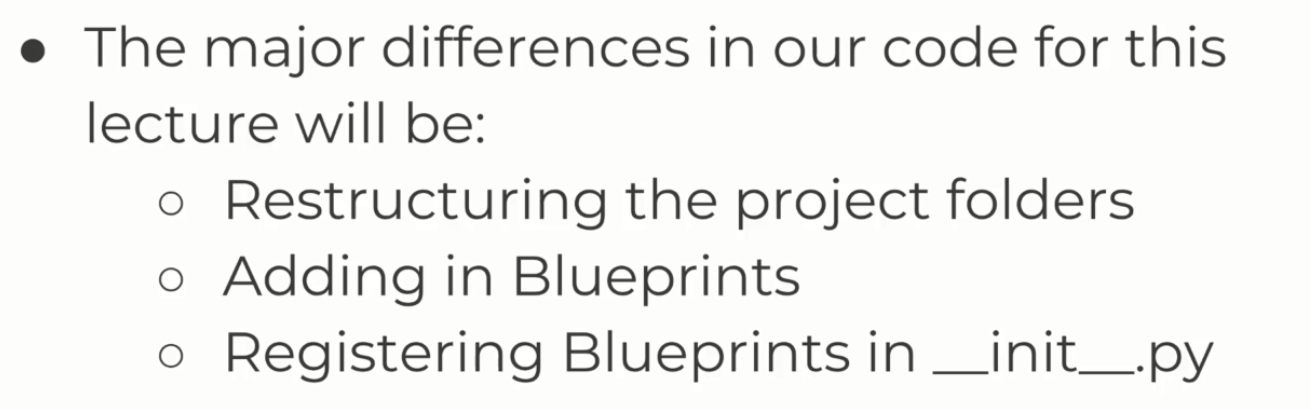 ● The major differences in our code for this
lecture will be:
○ Restructuring the project folders
○ Adding in Blueprints
○ Registering Blueprints in __init__.py